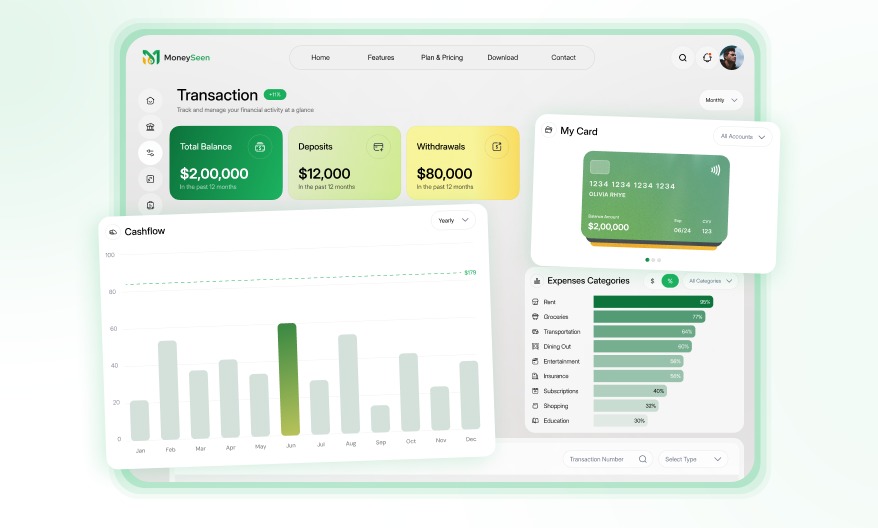 MoneySeen
Home
Features
Plan & Pricing
Download
Contact
Transaction
+11%
Track and manage your financial activity at a glance
Monthly
Total Balance
$2,00,000
In the past 12 months
Deposits
$12,000
In the past 12 months
Withdrawals
$80,000
In the past 12 months
My Card
All Accounts
1234 1234 1234 1234
OLIVIA RHYE
Balance Amount
$2,00,000
Exp
06/24
CVV
123
Cashflow
Yearly
100
80
60
40
20
0
$179
Jan
Feb
Mar
Apr
May
Jun
Jul
Aug
Sep
Oct
Nov
Dec
Expenses Categories
$
%
All Categories
Rent
95%
Groceries
77%
Transportation
64%
Dining Out
60%
Entertainment
Insurance
Subscriptions
40%
Shopping
Education
30%
Transaction Number
Select Type